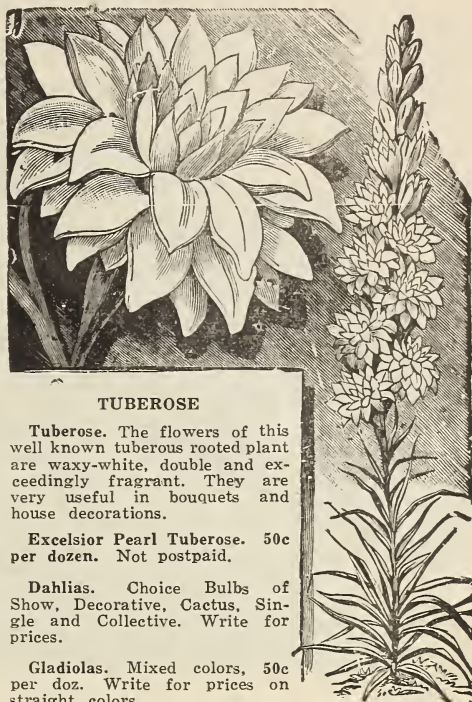 TUBEROSE
Tuberose. The flowers of this
well known tuberous rooted plant
are waxy-white, double and ex-
ceedingly fragrant. They are
very useful in bouquets and
house decorations.
Excelsior Pearl Tuberose. 50c
per dozen. Not postpaid.
Dahlias. Choice Bulbs of
Show, Decorative, Cactus, Sin-
gle and Collective. Write for
prices.
Gladiolas. Mixed colors, 50c
per doz. Write for prices on
straight colors